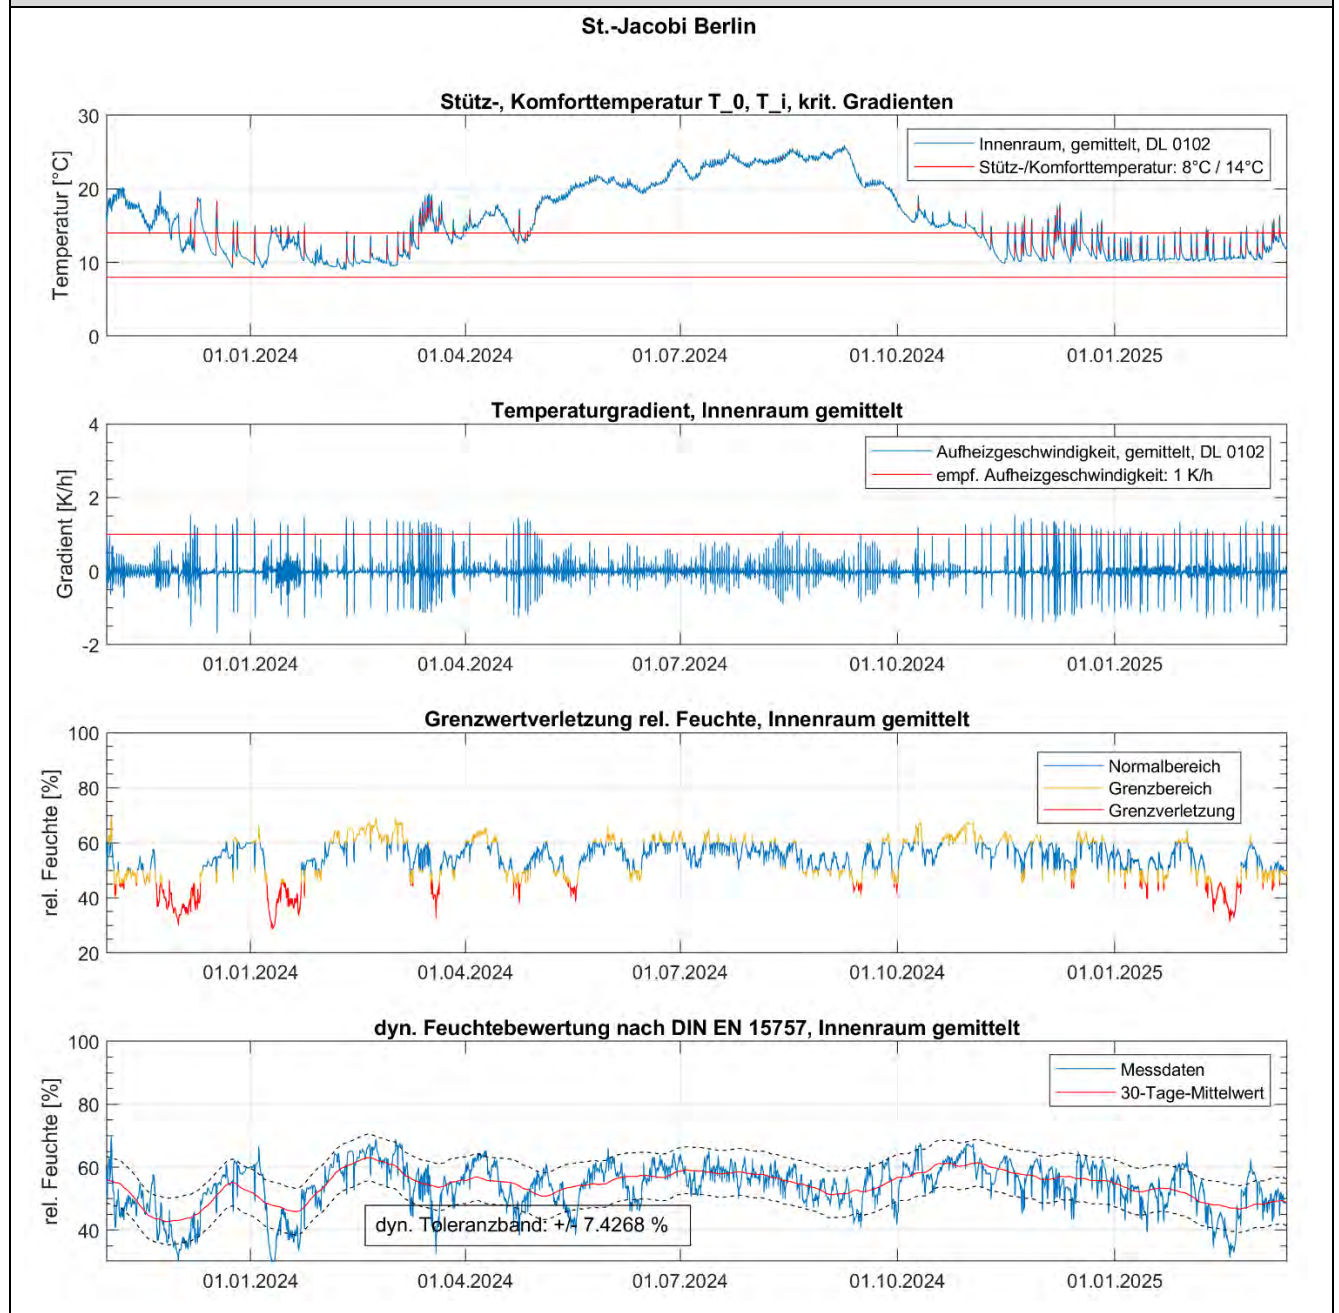 St.-Jacobi Berlin
Stütz-, Komforttemperatur T_0, T_i, krit. Gradienten
30
20
10
0
Temperatur [°C]
Innenraum, gemittelt, DL 0102
Stütz-/Komforttemperatur: 8°C / 14°C
01.01.2024 01.04.2024 01.07.2024 01.10.2024 01.01.2025
Temperaturgradient, Innenraum gemittelt
4
2
0
-2
Gradient [K/h]
Aufheizgeschwindigkeit, gemittelt, DL 0102
empf. Aufheizgeschwindigkeit: 1 K/h
01.01.2024 01.04.2024 01.07.2024 01.10.2024 01.01.2025
Grenzwertverletzung rel. Feuchte, Innenraum gemittelt
100
80
60
40
20
rel. Feuchte [%]
Normalbereich
Grenzbereich
Grenzverletzung
01.01.2024 01.04.2024 01.07.2024 01.10.2024 01.01.2025
dyn. Feuchtebewertung nach DIN EN 15757, Innenraum gemittelt
100
80
60
40
rel. Feuchte [%]
Messdaten
30-Tage-Mittelwert
dyn. Toleranzband: +/- 7.4268 %
01.01.2024 01.04.2024 01.07.2024 01.10.2024 01.01.2025